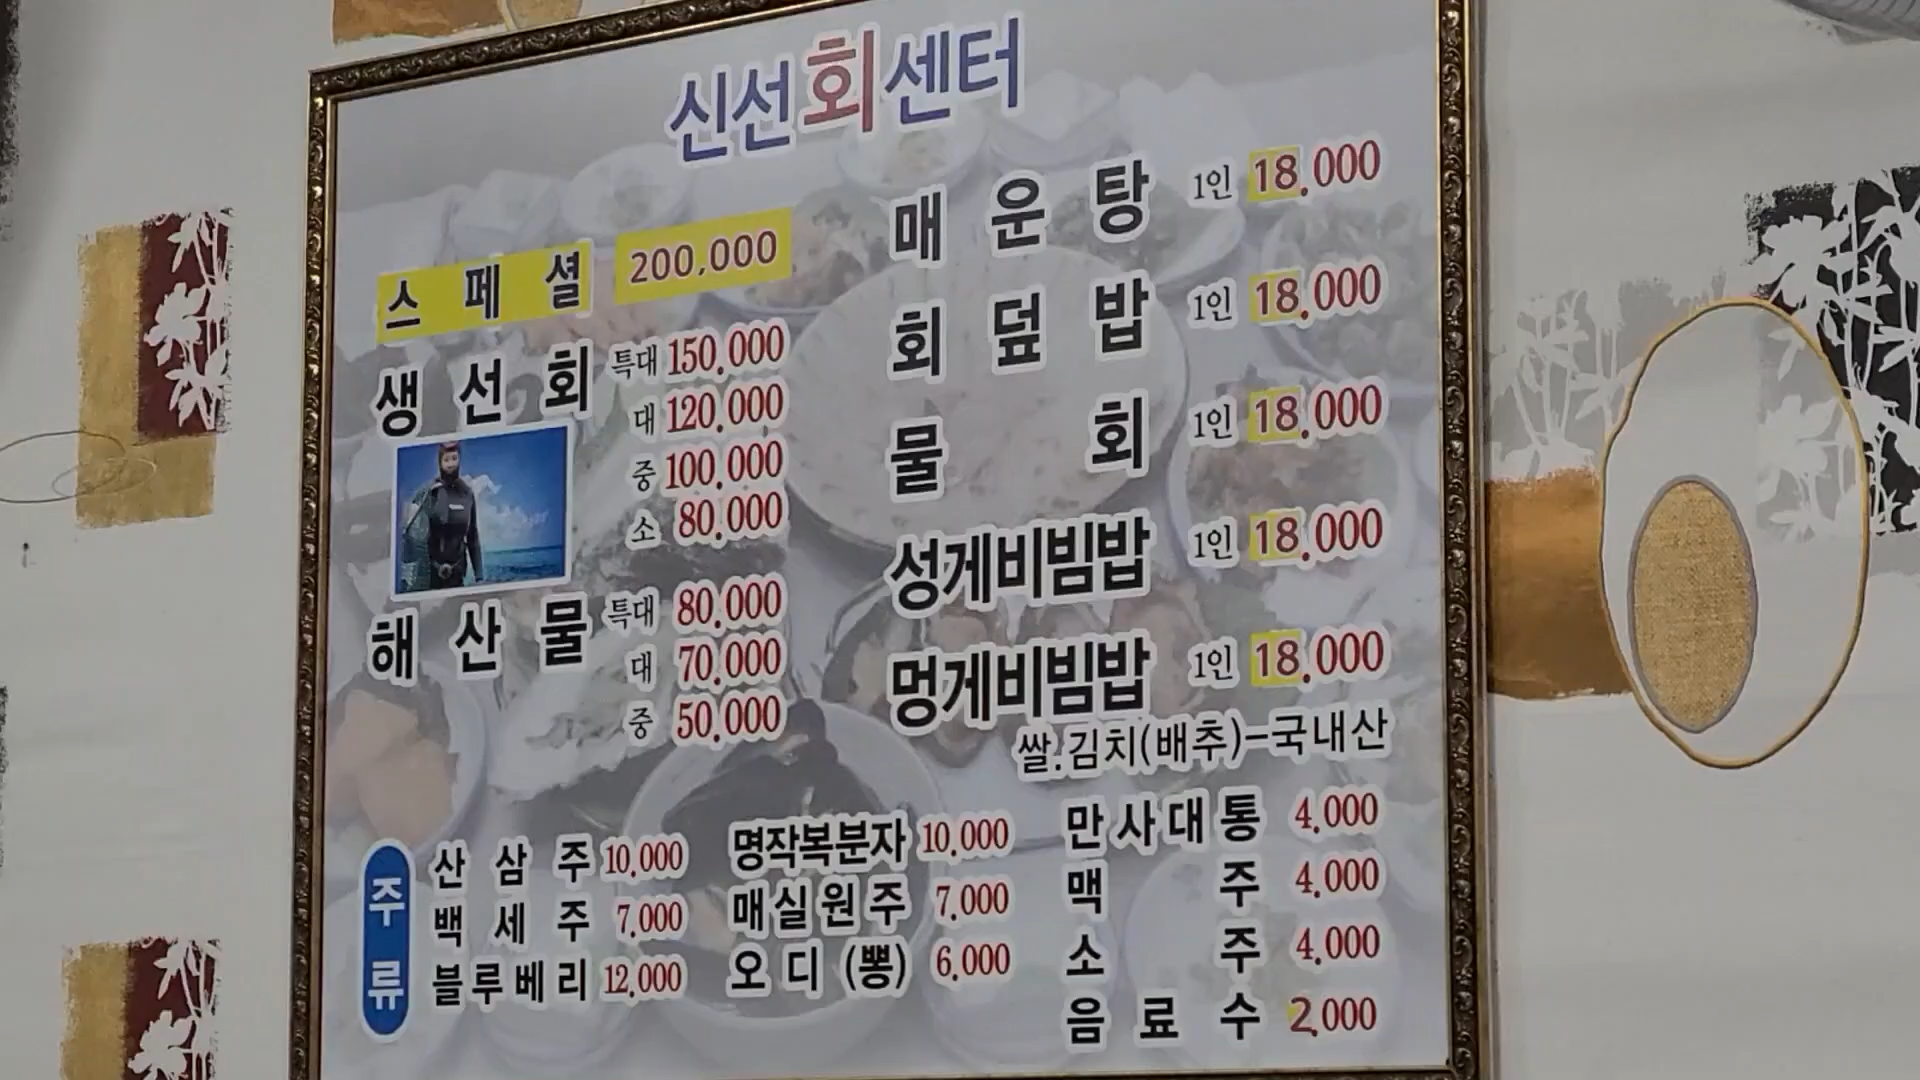 신선회센터
스페셜 200,000
생선회 특대 150,000
대 120,000
중 100,000
소 80,000
해산물 특대 80,000
대 70,000
중 50,000
매운탕 1인 18,000
회덮밥 1인 18,000
물회 1인 18,000
성게비빔밥 1인 18,000
멍게비빔밥 1인 18,000
쌀.김치(배추)-국내산
주류
산삼주 10,000
백세주 7,000
블루베리 12,000
명작복분자 10,000
매실원주 7,000
오디(뽕) 6,000
만사대통 4,000
맥주 4,000
소주 4,000
음료수 2,000